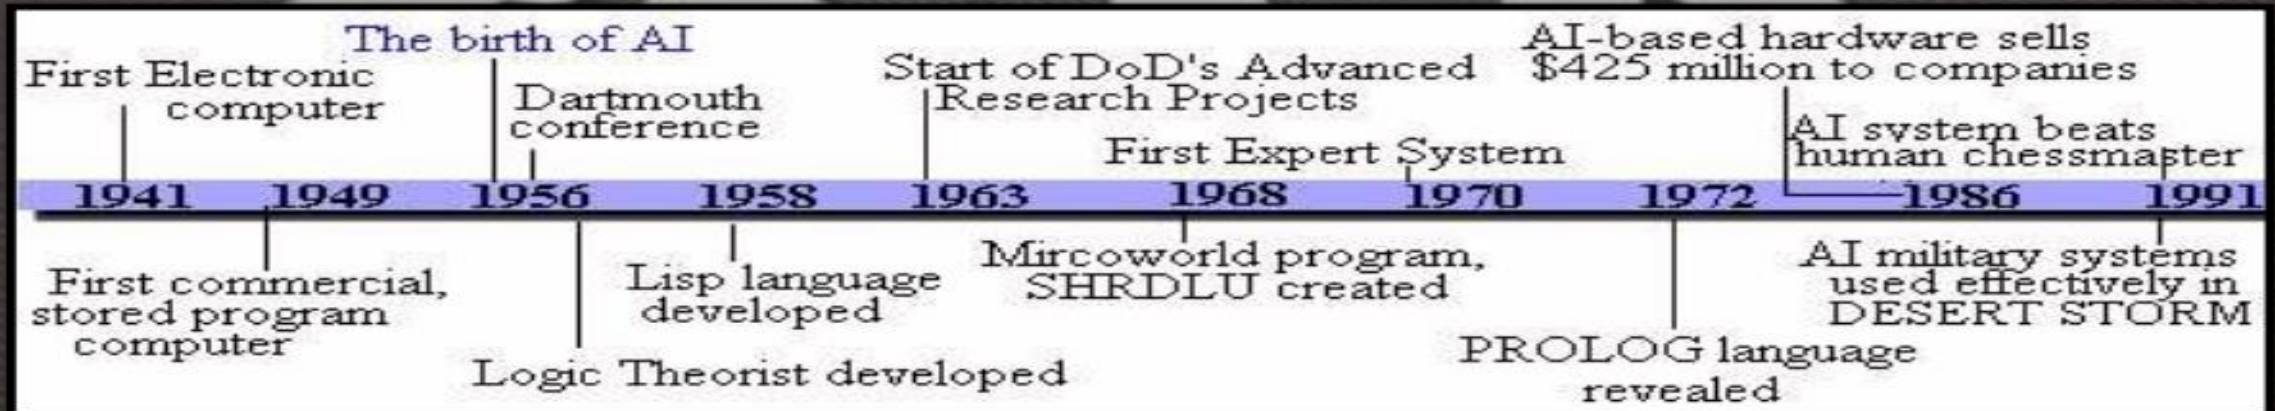 The birth of AI
First Electronic
computer
Dartmouth
conference
Start of DoD's Advanced
Research Projects
First Expert System
AI-based hardware sells
$425 million to companies
AI system beats
human chessmaster
1941 1949 1956 1958 1963 1968 1970 1972 1986 1991
First commercial,
stored program
computer
Logic Theorist developed
Lisp language
developed
Mircoworld program,
SHRDLU created
PROLOG language
revealed
AI military systems
used effectively in
DESERT STORM